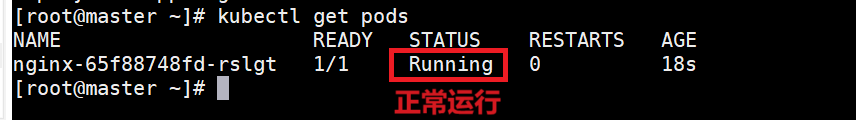 [root@master ~]# kubectl get pods
NAME READY STATUS RESTARTS AGE
nginx-65f88748fd-rslgt 1/1 Running 0 18s
[root@master ~]#
正常运行